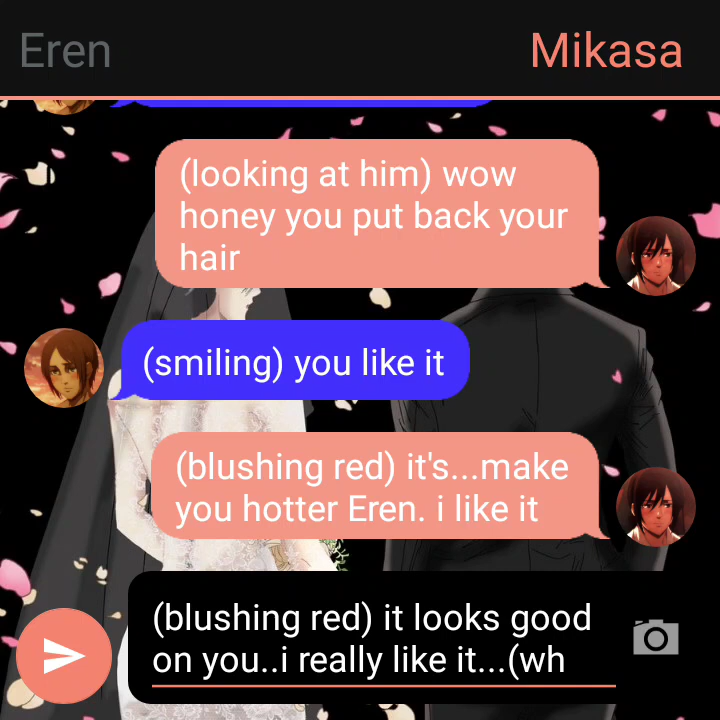 Eren Mikasa
(looking at him) wow
honey you put back your
hair
(smiling) you like it
(blushing red) it's...make
you hotter Eren. i like it
(blushing red) it looks good
on you..i really like it...(wh